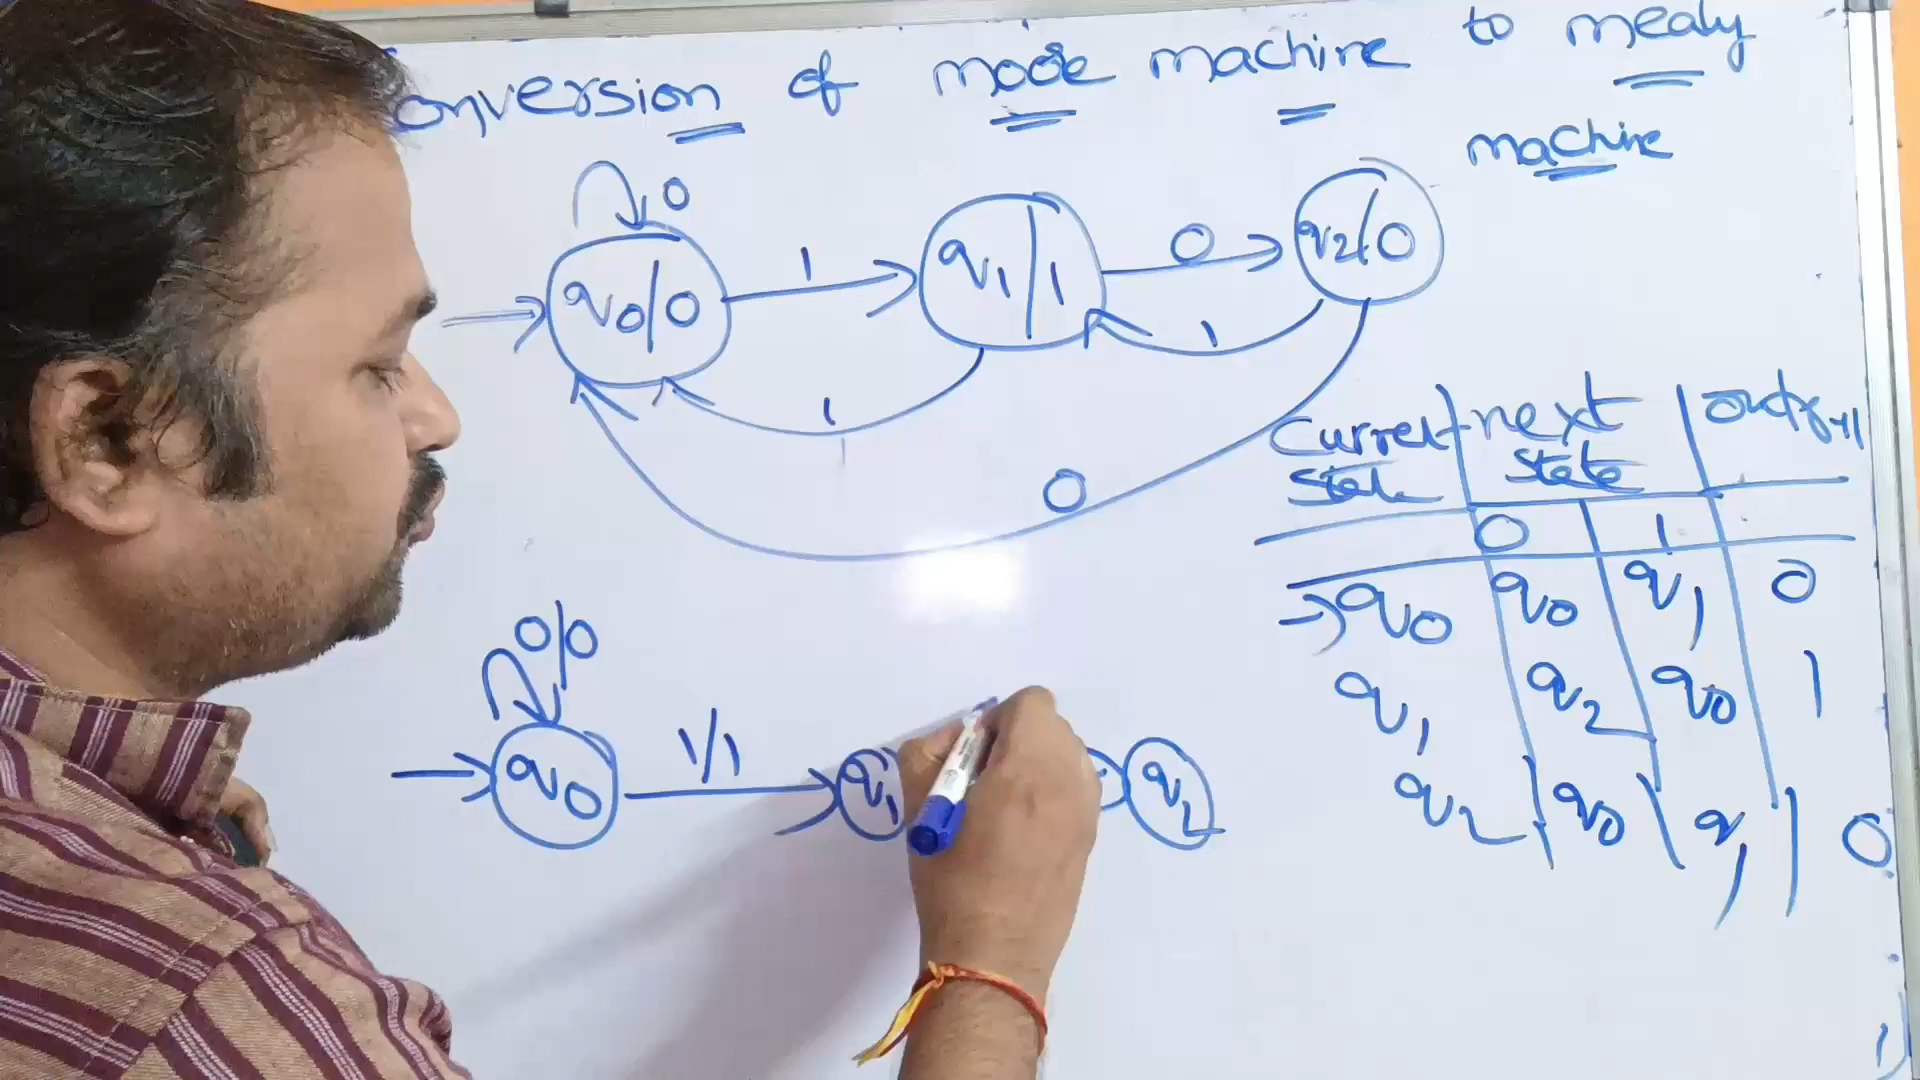 onversion of moore machine to mealy
machine
0
q0/0 1 q1/1 0 q2/0
1
1
0
Current next
state state
0 1
→q0 q0 q1 0
q1 q2 q0 1
q2 q0 q1 0
0/0
q0 1/1 q1 q2